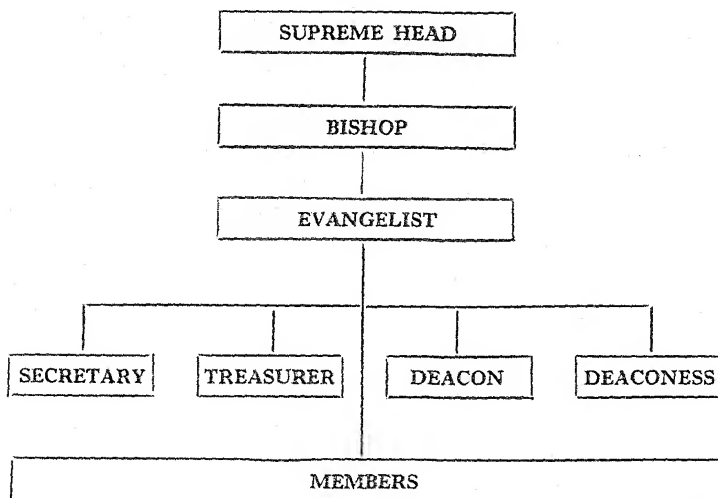 SUPREME HEAD
BISHOP
EVANGELIST
SECRETARY TREASURER DEACON DEACONESS
MEMBERS